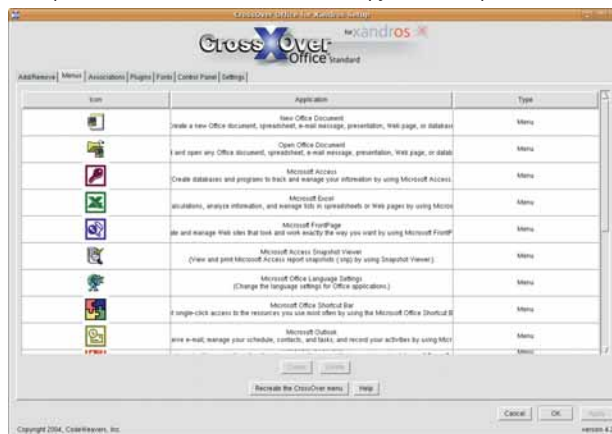 CrossOver Office for Xandros Setup
CrossOver for xandros
Office Standard
Add/Remove Menus Associations Plugins Fonts Control Panel Settings
Icon Application Type
New Office Document
create a new Office document, spreadsheet, e-mail message, presentation, Web page, or databas
Menu
Open Office Document
and open any Office document, spreadsheet, e-mail message, presentation, Web page, or datab
Menu
Microsoft Access
Create databases and programs to track and manage your information by using Microsoft Access.
Menu
Microsoft Excel
alculations, analyze information, and manage lists in spreadsheets or Web pages by using Micros
Menu
Microsoft FrontPage
ate and manage Web sites that look and work exactly the way you want by using Microsoft FrontP
Menu
Microsoft Access Snapshot Viewer
(View and print Microsoft Access report snapshots (.snp) by using Snapshot Viewer.)
Menu
Microsoft Office Language Settings
(Change the language settings for Office applications.)
Menu
Microsoft Office Shortcut Bar
t single-click access to the resources you use most often by using the Microsoft Office Shortcut B
Menu
Microsoft Outlook
eive e-mail, manage your schedule, contacts, and tasks, and record your activities by using Micr
Menu
Menu
Create Delete
Recreate the CrossOver menu Help
Cancel OK Apply
Copyright 2004, CodeWeavers, Inc.